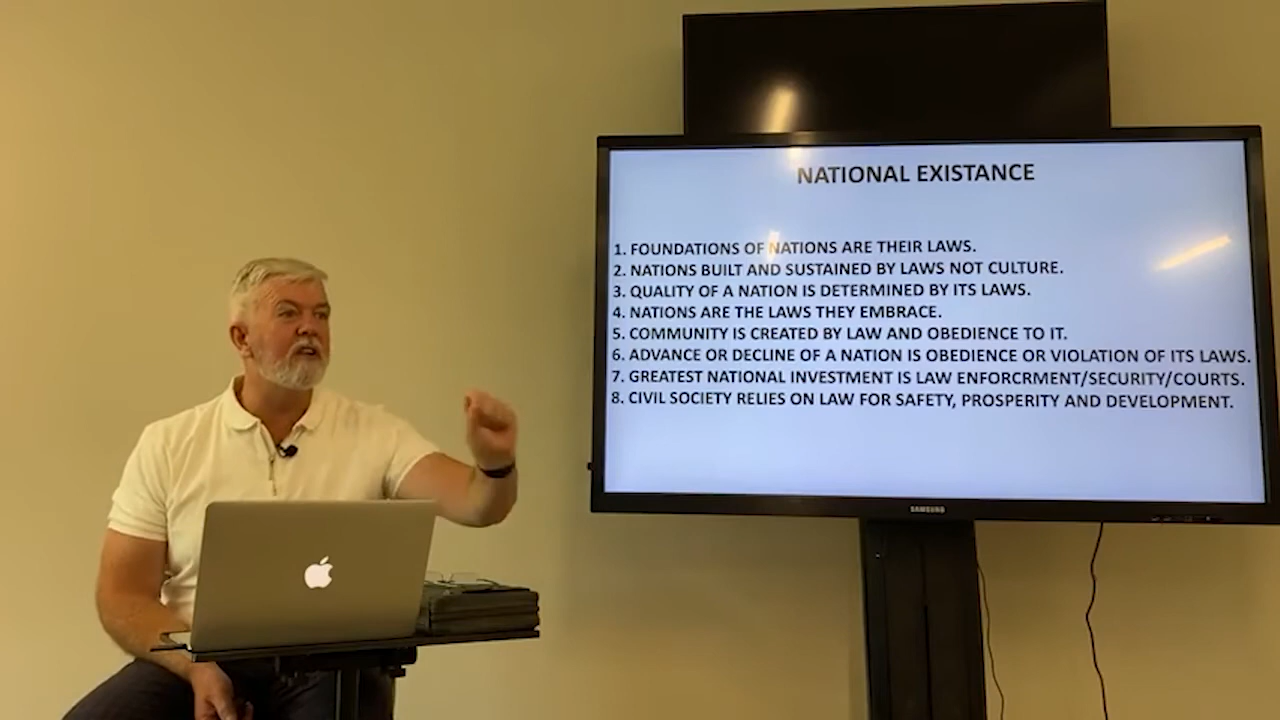 NATIONAL EXISTANCE
1. FOUNDATIONS OF NATIONS ARE THEIR LAWS.
2. NATIONS BUILT AND SUSTAINED BY LAWS NOT CULTURE.
3. QUALITY OF A NATION IS DETERMINED BY ITS LAWS.
4. NATIONS ARE THE LAWS THEY EMBRACE.
5. COMMUNITY IS CREATED BY LAW AND OBEDIENCE TO IT.
6. ADVANCE OR DECLINE OF A NATION IS OBEDIENCE OR VIOLATION OF ITS LAWS.
7. GREATEST NATIONAL INVESTMENT IS LAW ENFORCRMENT/SECURITY/COURTS.
8. CIVIL SOCIETY RELIES ON LAW FOR SAFETY, PROSPERITY AND DEVELOPMENT.
SAMSUNG